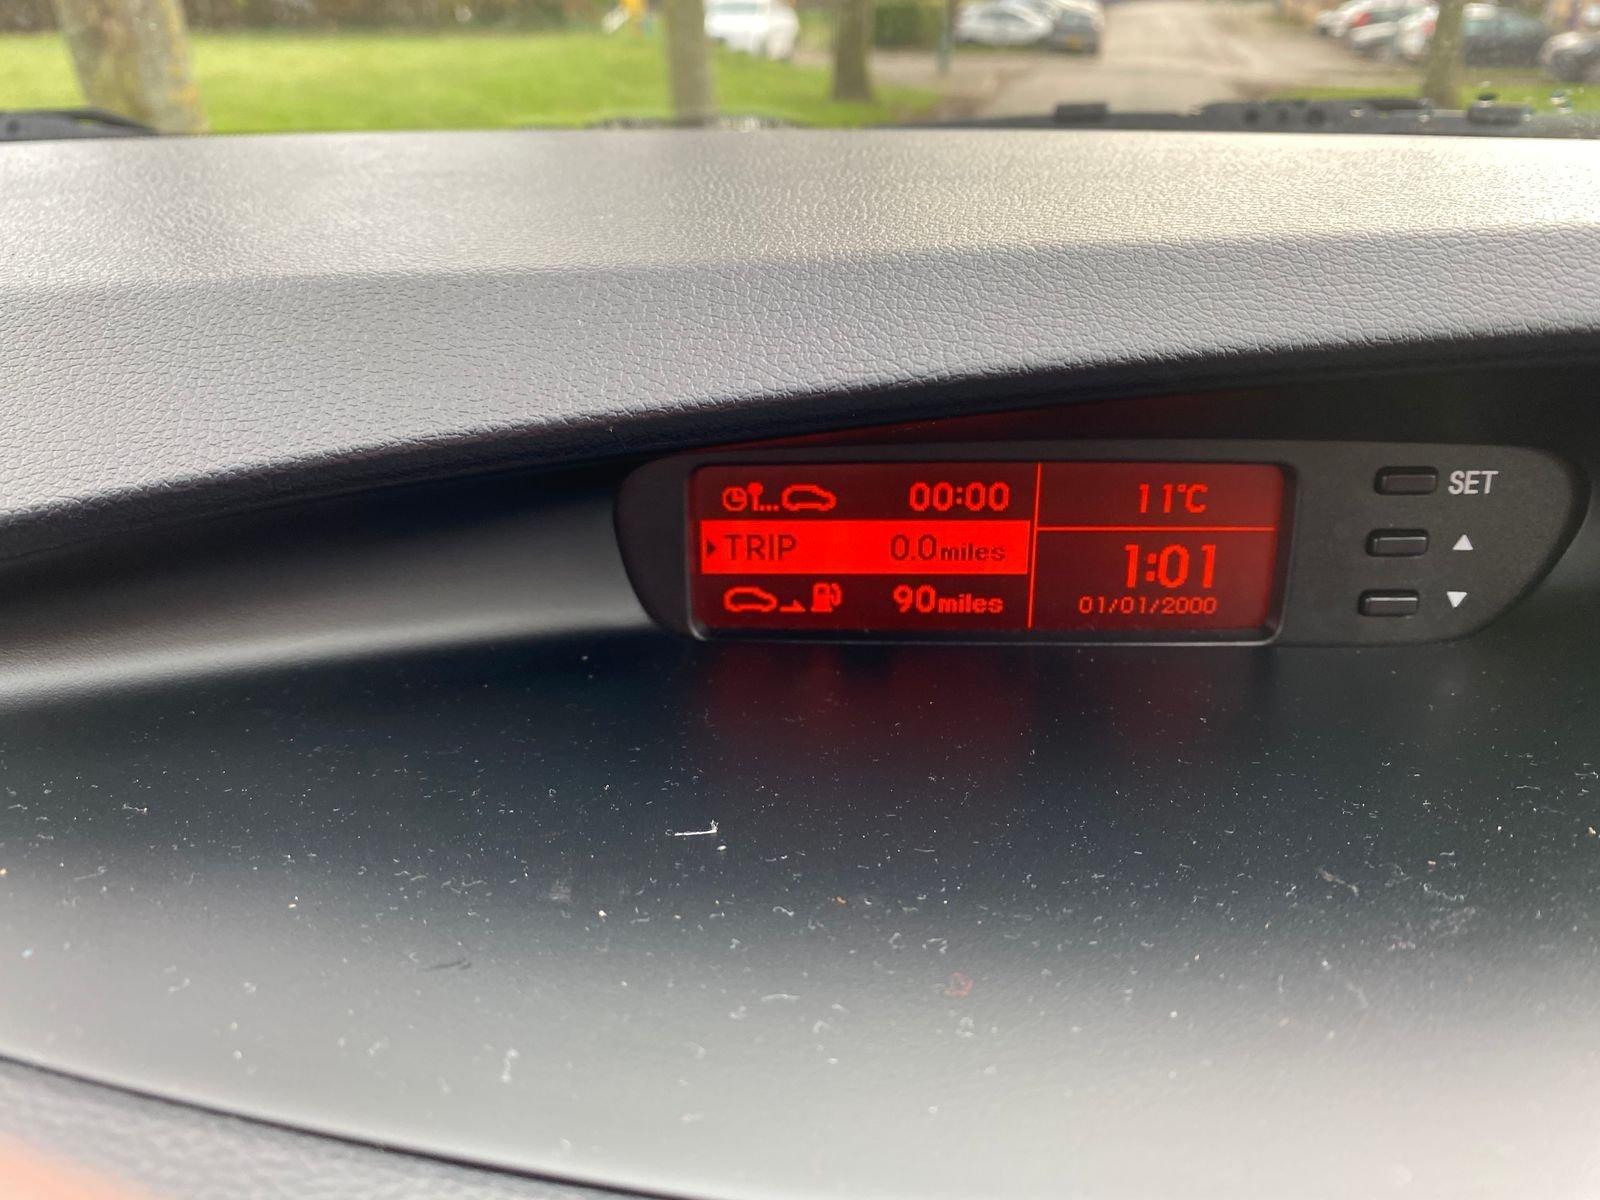 00:00
TRIP 0.0miles
90miles
11°C
1:01
01/01/2000
SET